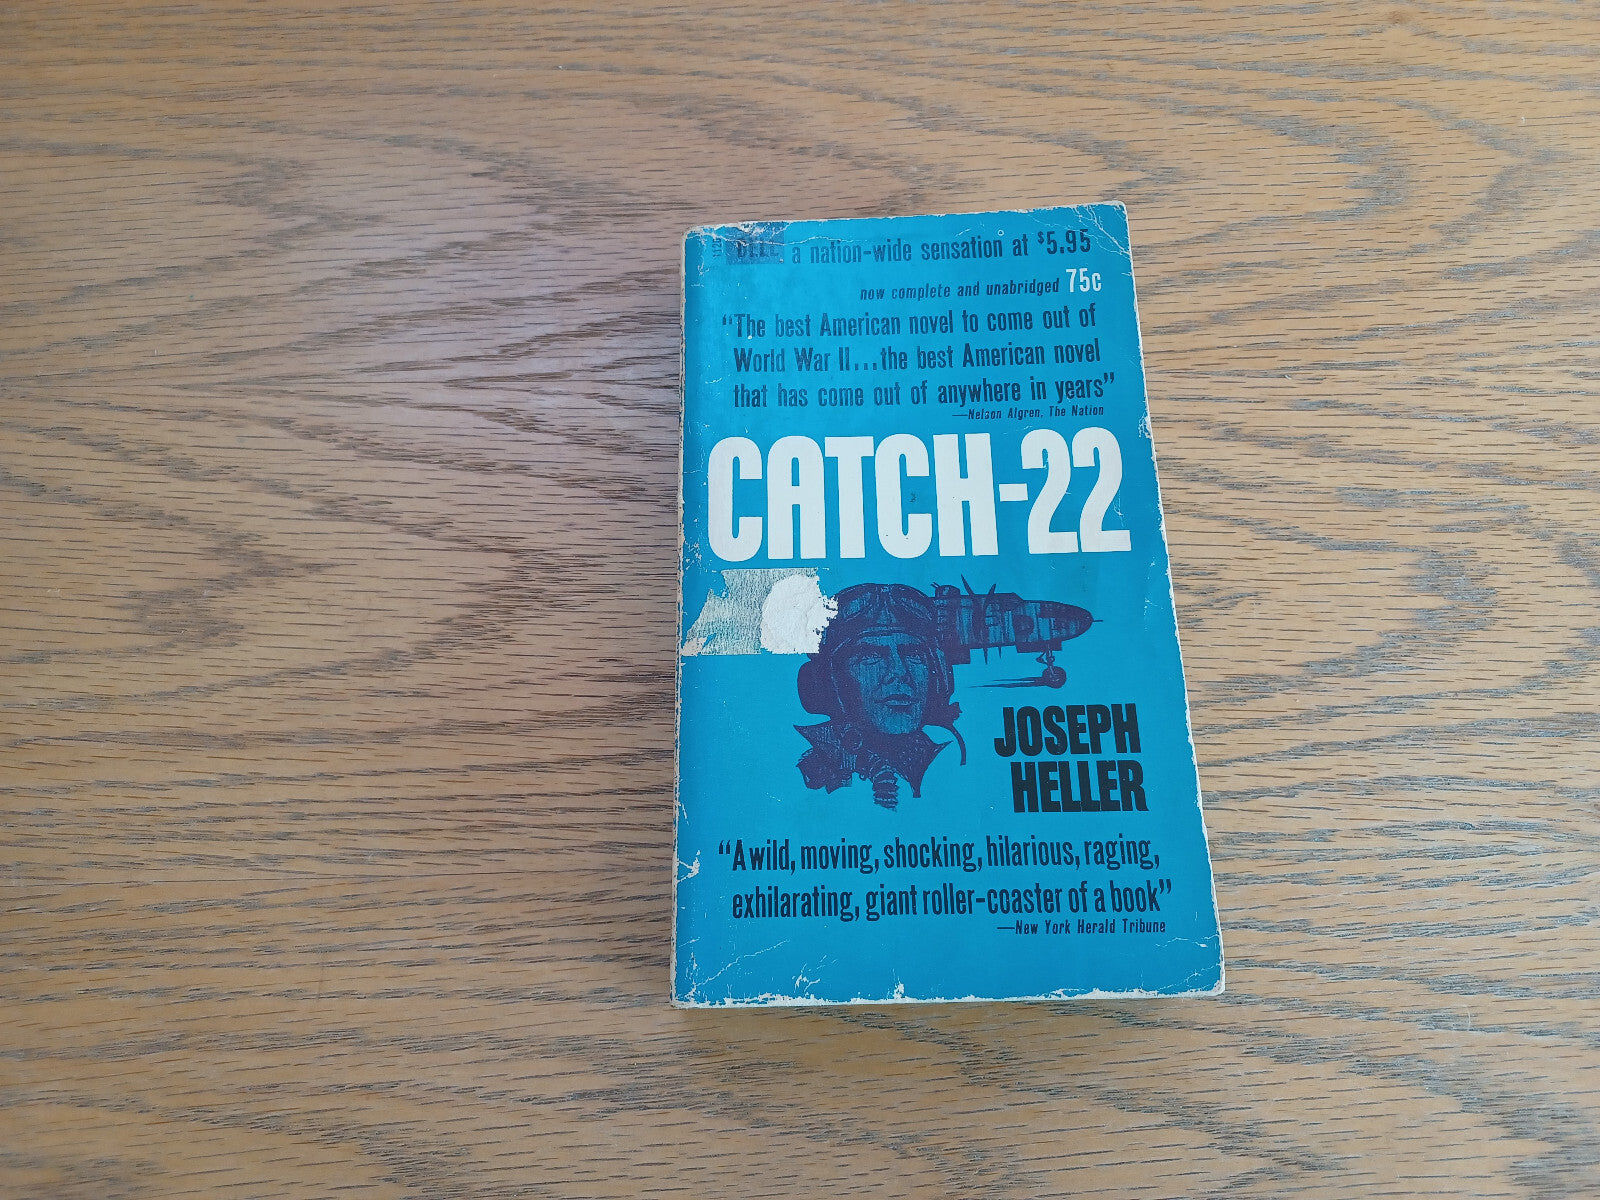 DELL a nation-wide sensation at $5.95
now complete and unabridged 75c
“The best American novel to come out of
World War II...the best American novel
that has come out of anywhere in years”
—Nelson Algren, The Nation
CATCH-22
JOSEPH
HELLER
“A wild, moving, shocking, hilarious, raging,
exhilarating, giant roller-coaster of a book”
—New York Herald Tribune